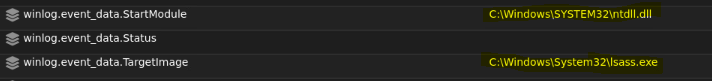 winlog.event_data.StartModule C:\Windows\SYSTEM32\ntdll.dll
winlog.event_data.Status
winlog.event_data.TargetImage C:\Windows\System32\lsass.exe